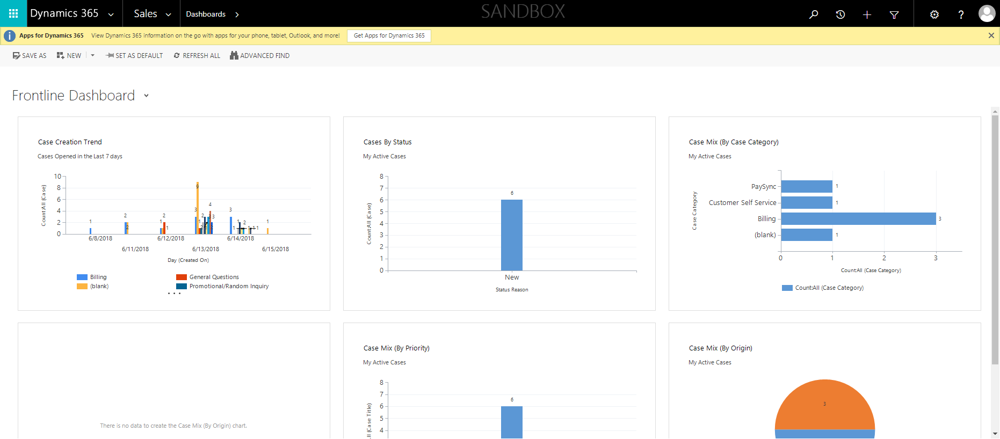 Dynamics 365
Sales
Dashboards
SANDBOX
Apps for Dynamics 365 View Dynamics 365 information on the go with apps for your phone, tablet, Outlook, and more! Get Apps for Dynamics 365
SAVE AS NEW SET AS DEFAULT REFRESH ALL ADVANCED FIND
Frontline Dashboard
Case Creation Trend
Cases Opened in the Last 7 days
Count:All (Case)
10
8
6
4
2
0
1
2
2
1
2
1
3
9
1
2
2
4
3
3
1
2
1
1
1
6/8/2018 6/12/2018 6/14/2018
6/11/2018 6/13/2018 6/15/2018
Day (Created On)
Billing General Questions
(blank) Promotional/Random Inquiry
Cases By Status
My Active Cases
Count:All (Case)
8
7
6
5
4
3
2
1
0
6
New
Status Reason
Case Mix (By Case Category)
My Active Cases
Case Category
PaySync 1
Customer Self Service 1
Billing 3
(blank) 1
0 1 2 3
Count:All (Case Category)
Count:All (Case Category)
There is no data to create the Case Mix (By Origin) chart.
Case Mix (By Priority)
My Active Cases
8
7
6
5
4
6
(Case Title)
Case Mix (By Origin)
My Active Cases
3